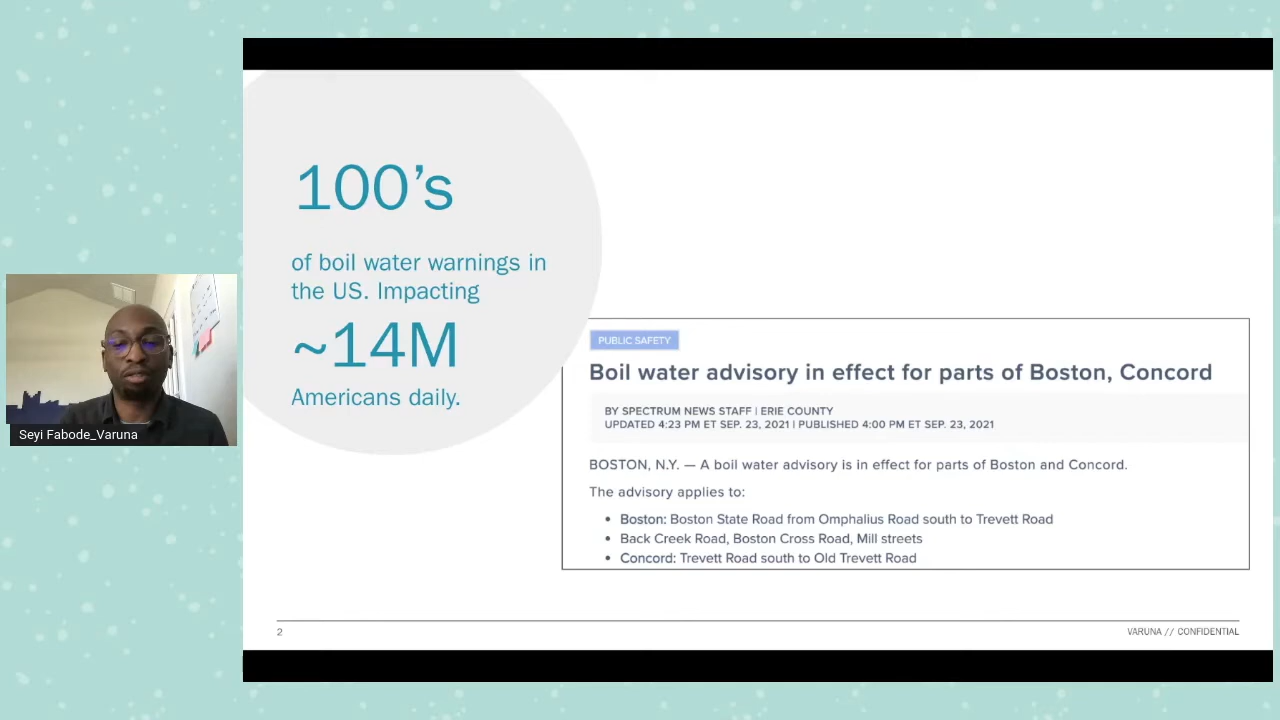 100’s
of boil water warnings in
the US. Impacting
~14M
Americans daily.
PUBLIC SAFETY
Boil water advisory in effect for parts of Boston, Concord
BY SPECTRUM NEWS STAFF | ERIE COUNTY
UPDATED 4:23 PM ET SEP. 23, 2021 | PUBLISHED 4:00 PM ET SEP. 23, 2021
BOSTON, N.Y. — A boil water advisory is in effect for parts of Boston and Concord.
The advisory applies to:
• Boston: Boston State Road from Omphalius Road south to Trevett Road
• Back Creek Road, Boston Cross Road, Mill streets
• Concord: Trevett Road south to Old Trevett Road
Seyi Fabode_Varuna
2
VARUNA // CONFIDENTIAL